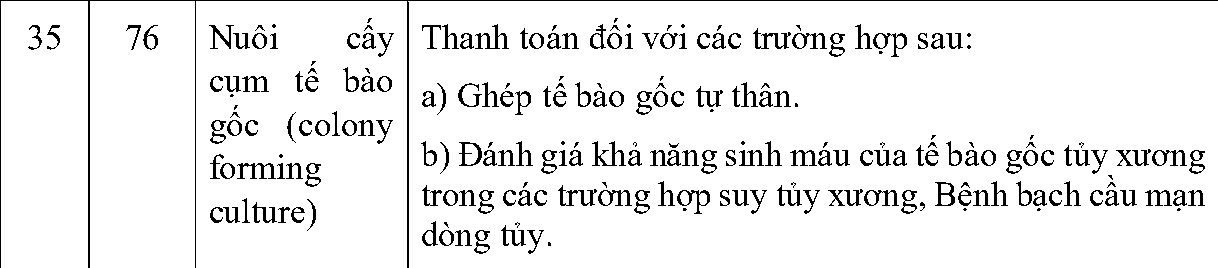 35
76
Nuôi cấy
cụm tế bào
gốc (colony
forming
culture)
Thanh toán đối với các trường hợp sau:
a) Ghép tế bào gốc tự thân.
b) Đánh giá khả năng sinh máu của tế bào gốc tủy xương
trong các trường hợp suy tủy xương, Bệnh bạch cầu mạn
dòng tủy.